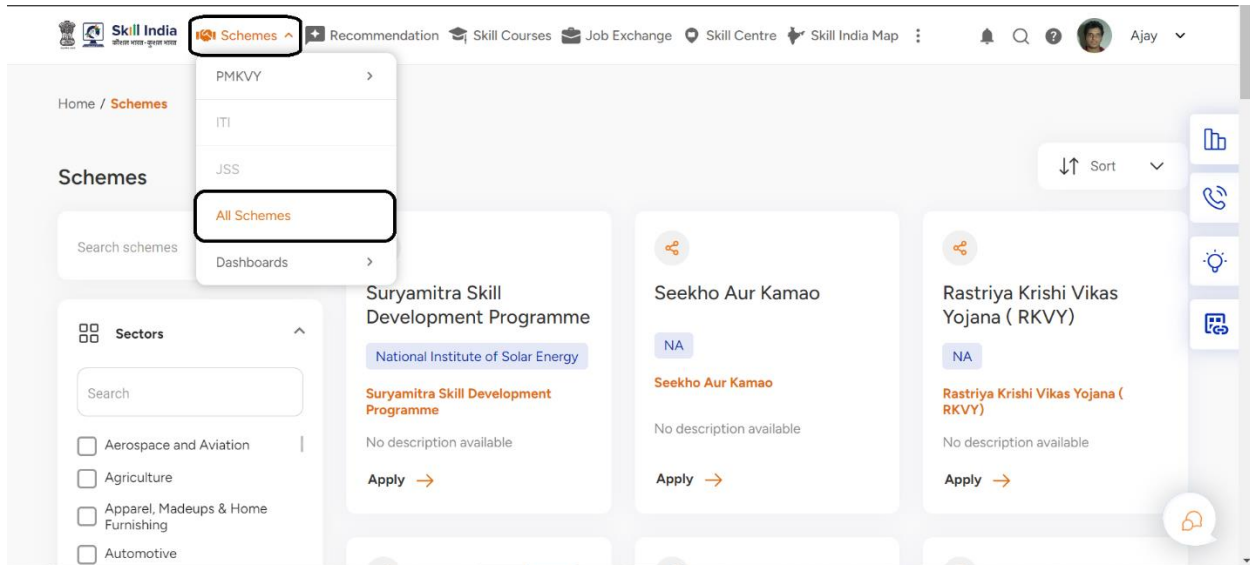 Skill India
कौशल भारत-कुशल भारत
Schemes
Recommendation
Skill Courses
Job Exchange
Skill Centre
Skill India Map
Ajay
PMKVY
ITI
JSS
All Schemes
Dashboards
Home / Schemes
Schemes
Sort
Search schemes
Sectors
Search
Aerospace and Aviation
Agriculture
Apparel, Madeups & Home
Furnishing
Automotive
Suryamitra Skill
Development Programme
National Institute of Solar Energy
Suryamitra Skill Development
Programme
No description available
Apply
Seekho Aur Kamao
NA
Seekho Aur Kamao
No description available
Apply
Rastriya Krishi Vikas
Yojana ( RKVY)
NA
Rastriya Krishi Vikas Yojana (
RKVY)
No description available
Apply